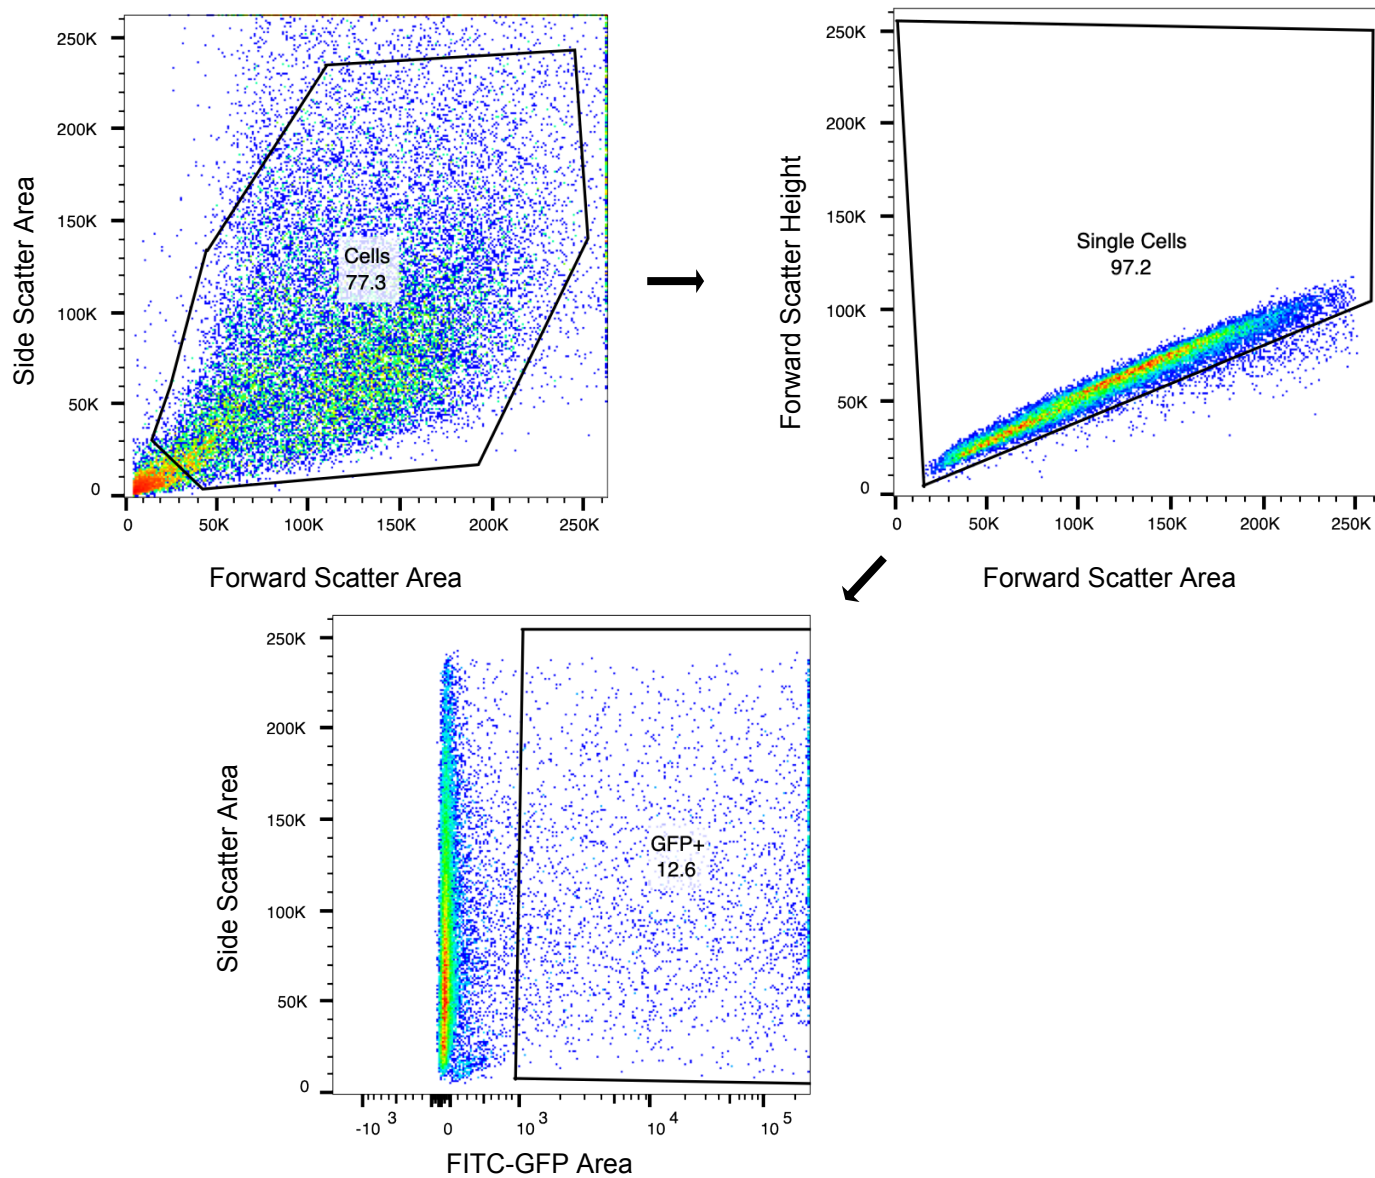 250K
200K
150K
100K
50K
0
Side Scatter Area
Cells
77.3
0 50K 100K 150K 200K 250K
Forward Scatter Area
250K
200K
150K
100K
50K
0
Forward Scatter Height
Single Cells
97.2
0 50K 100K 150K 200K 250K
Forward Scatter Area
250K
200K
150K
100K
50K
0
Side Scatter Area
GFP+
12.6
-10 3 0 10 3 10 4 10 5
FITC-GFP Area